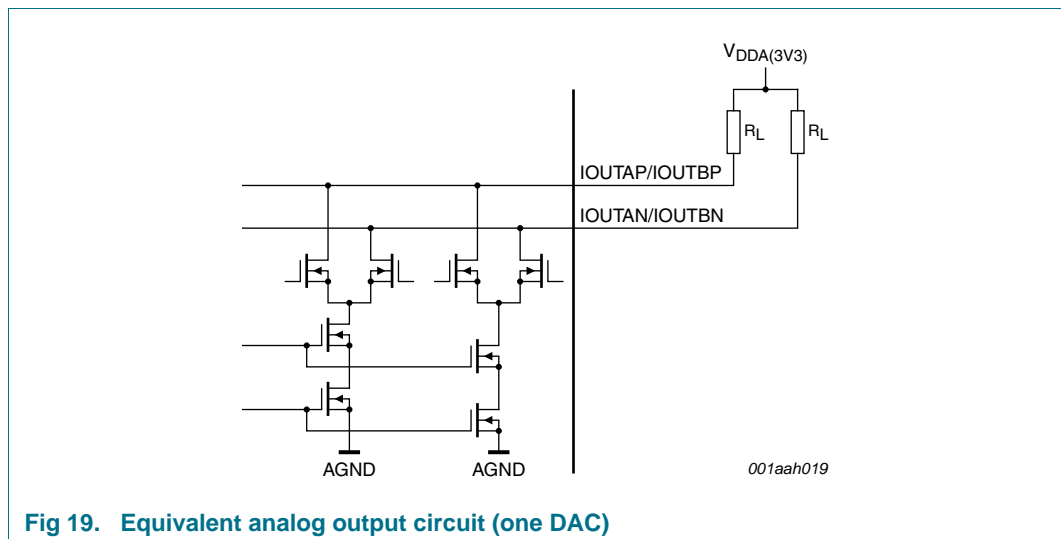 VDDA(3V3)
RL
RL
IOUTAP/IOUTBP
IOUTAN/IOUTBN
AGND
AGND
001aah019
Fig 19. Equivalent analog output circuit (one DAC)